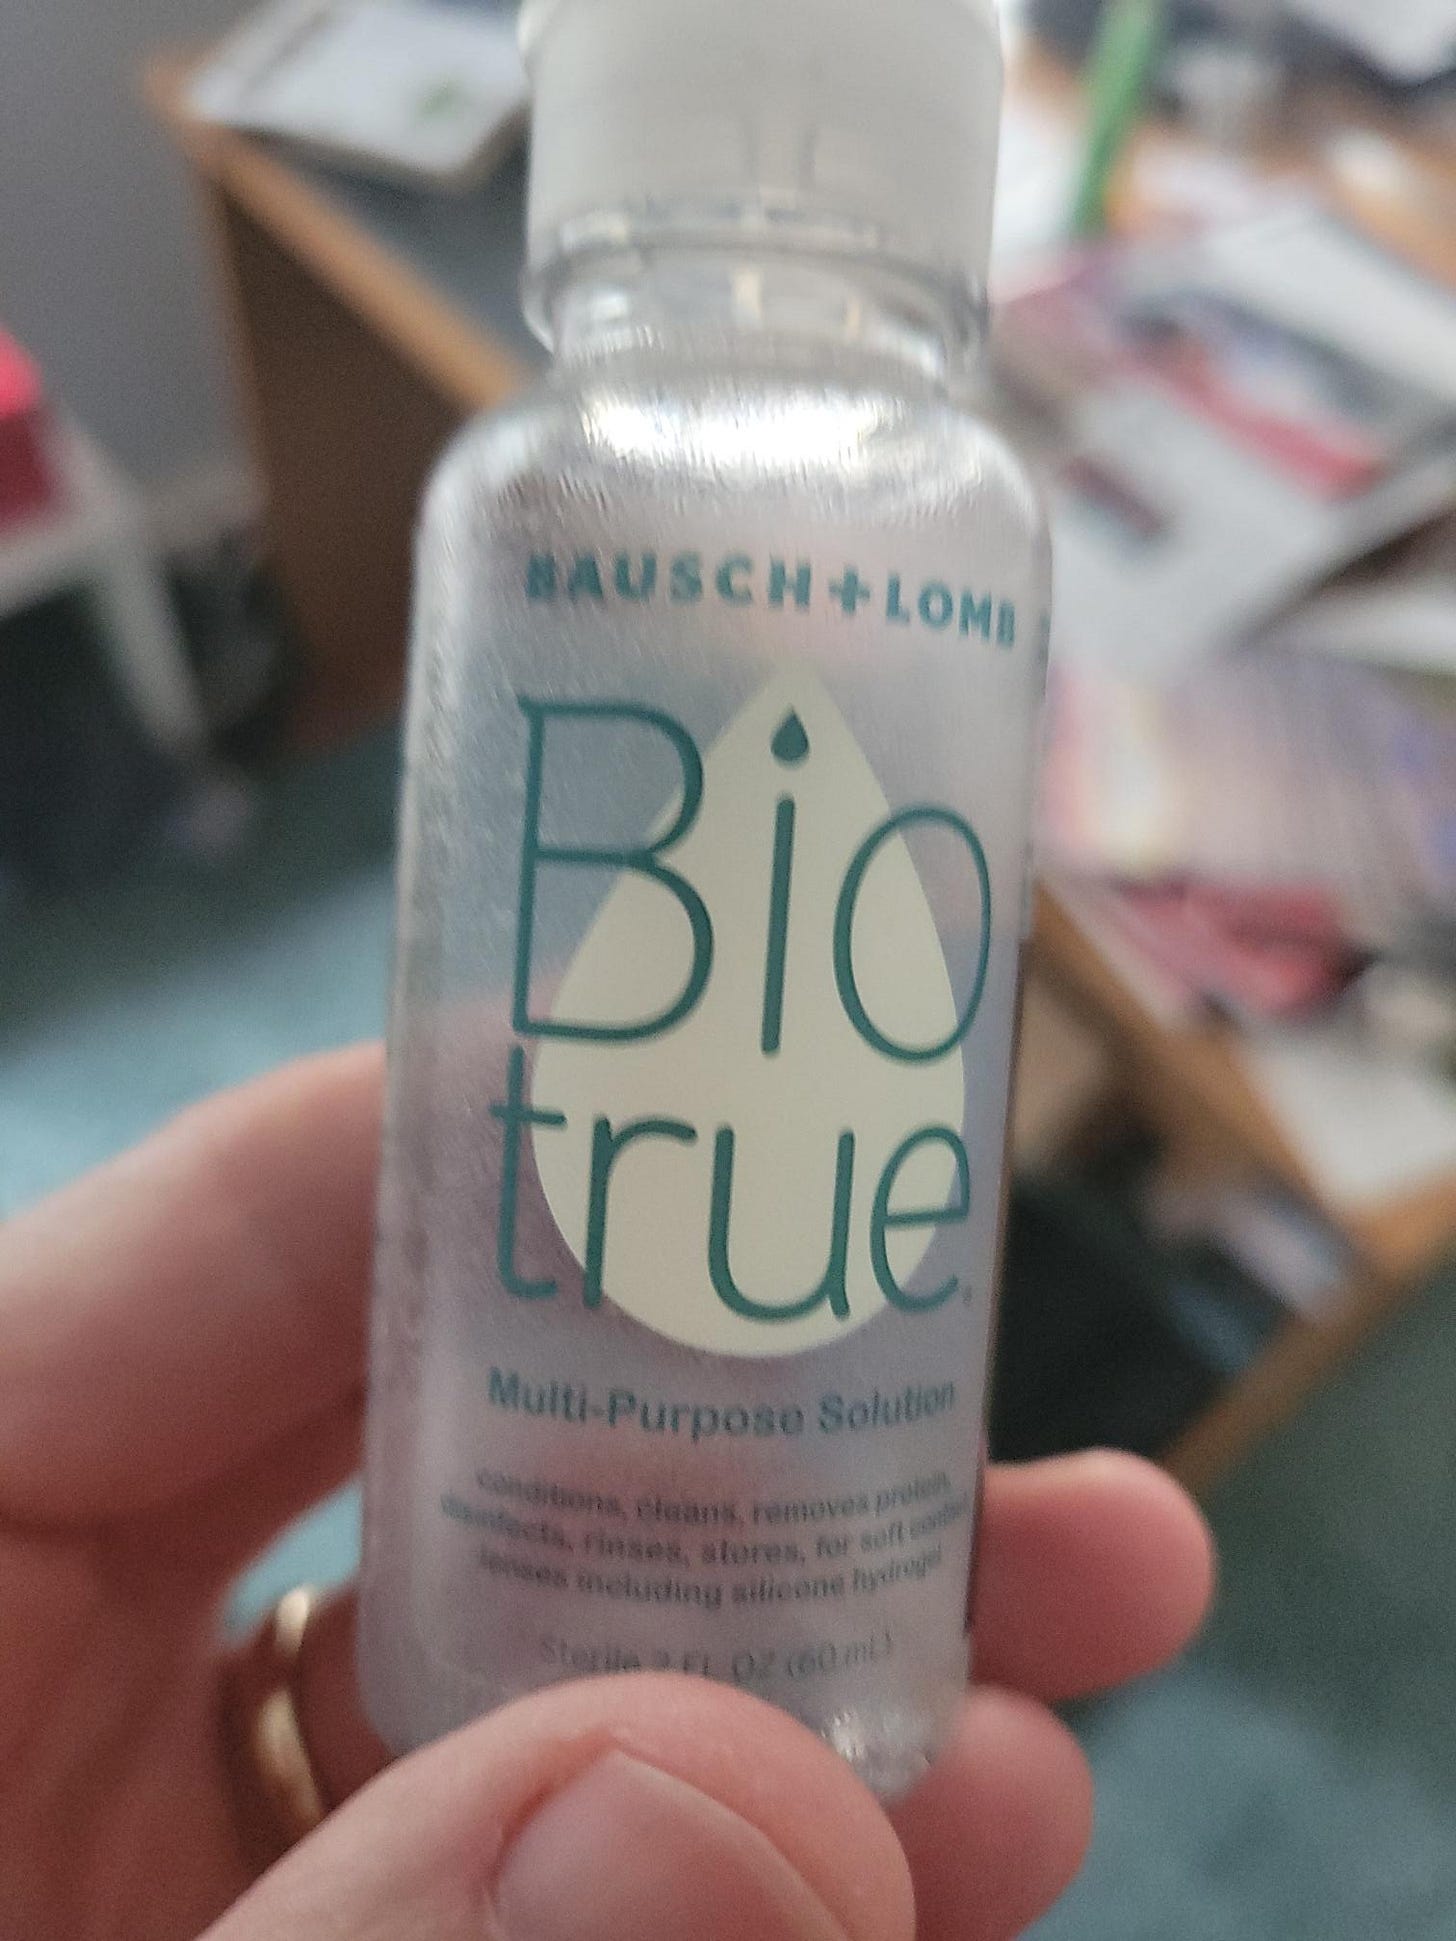 BAUSCH+LOMB
Bio
true®
Multi-Purpose Solution
conditions, cleans, removes protein,
disinfects, rinses, stores, for soft contact
lenses including silicone hydrogel
Sterile 2 FL OZ (60 mL)